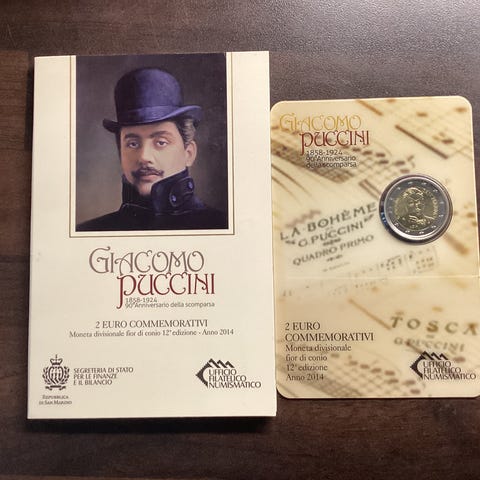 GIACOMO
PUCCINI
1858-1924
90° Anniversario della scomparsa
2 EURO COMMEMORATIVI
Moneta divisionale fior di conio 12ª edizione - Anno 2014
SEGRETERIA DI STATO
PER LE FINANZE
E IL BILANCIO
REPUBBLICA
DI SAN MARINO
UFFICIO
FILATELICO
NUMISMATICO
GIACOMO
PUCCINI
1858-1924
90° Anniversario
della scomparsa
LA BOHÈME
G. PUCCINI
QUADRO PRIMO
TOSCA
G. PUCCINI
2 EURO
COMMEMORATIVI
Moneta divisionale
fior di conio
12ª edizione
Anno 2014
UFFICIO
FILATELICO
NUMISMATICO